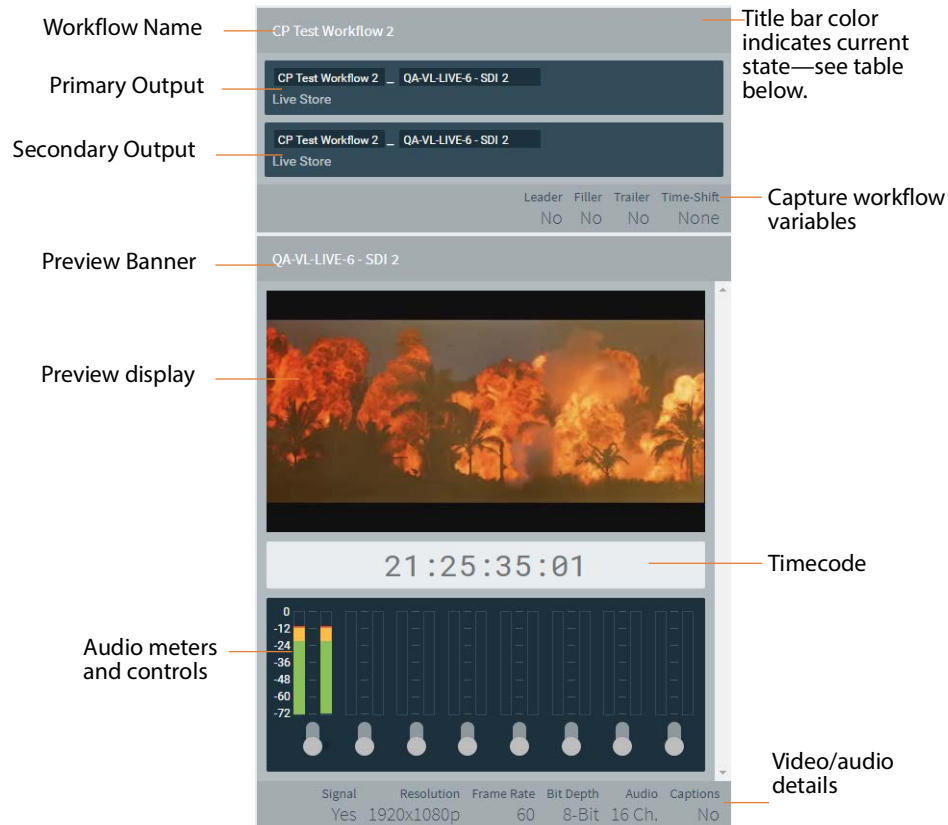 Workflow Name
CP Test Workflow 2
Title bar color
indicates current
state—see table
below.
Primary Output
CP Test Workflow 2 _ QA-VL-LIVE-6 - SDI 2
Live Store
Secondary Output
CP Test Workflow 2 _ QA-VL-LIVE-6 - SDI 2
Live Store
Leader Filler Trailer Time-Shift
No No No None
Capture workflow
variables
Preview Banner
QA-VL-LIVE-6 - SDI 2
Preview display
21:25:35:01
Timecode
Audio meters
and controls
0
-12
-24
-36
-48
-60
-72
Video/audio
details
Signal Resolution Frame Rate Bit Depth Audio Captions
Yes 1920x1080p 60 8-Bit 16 Ch. No